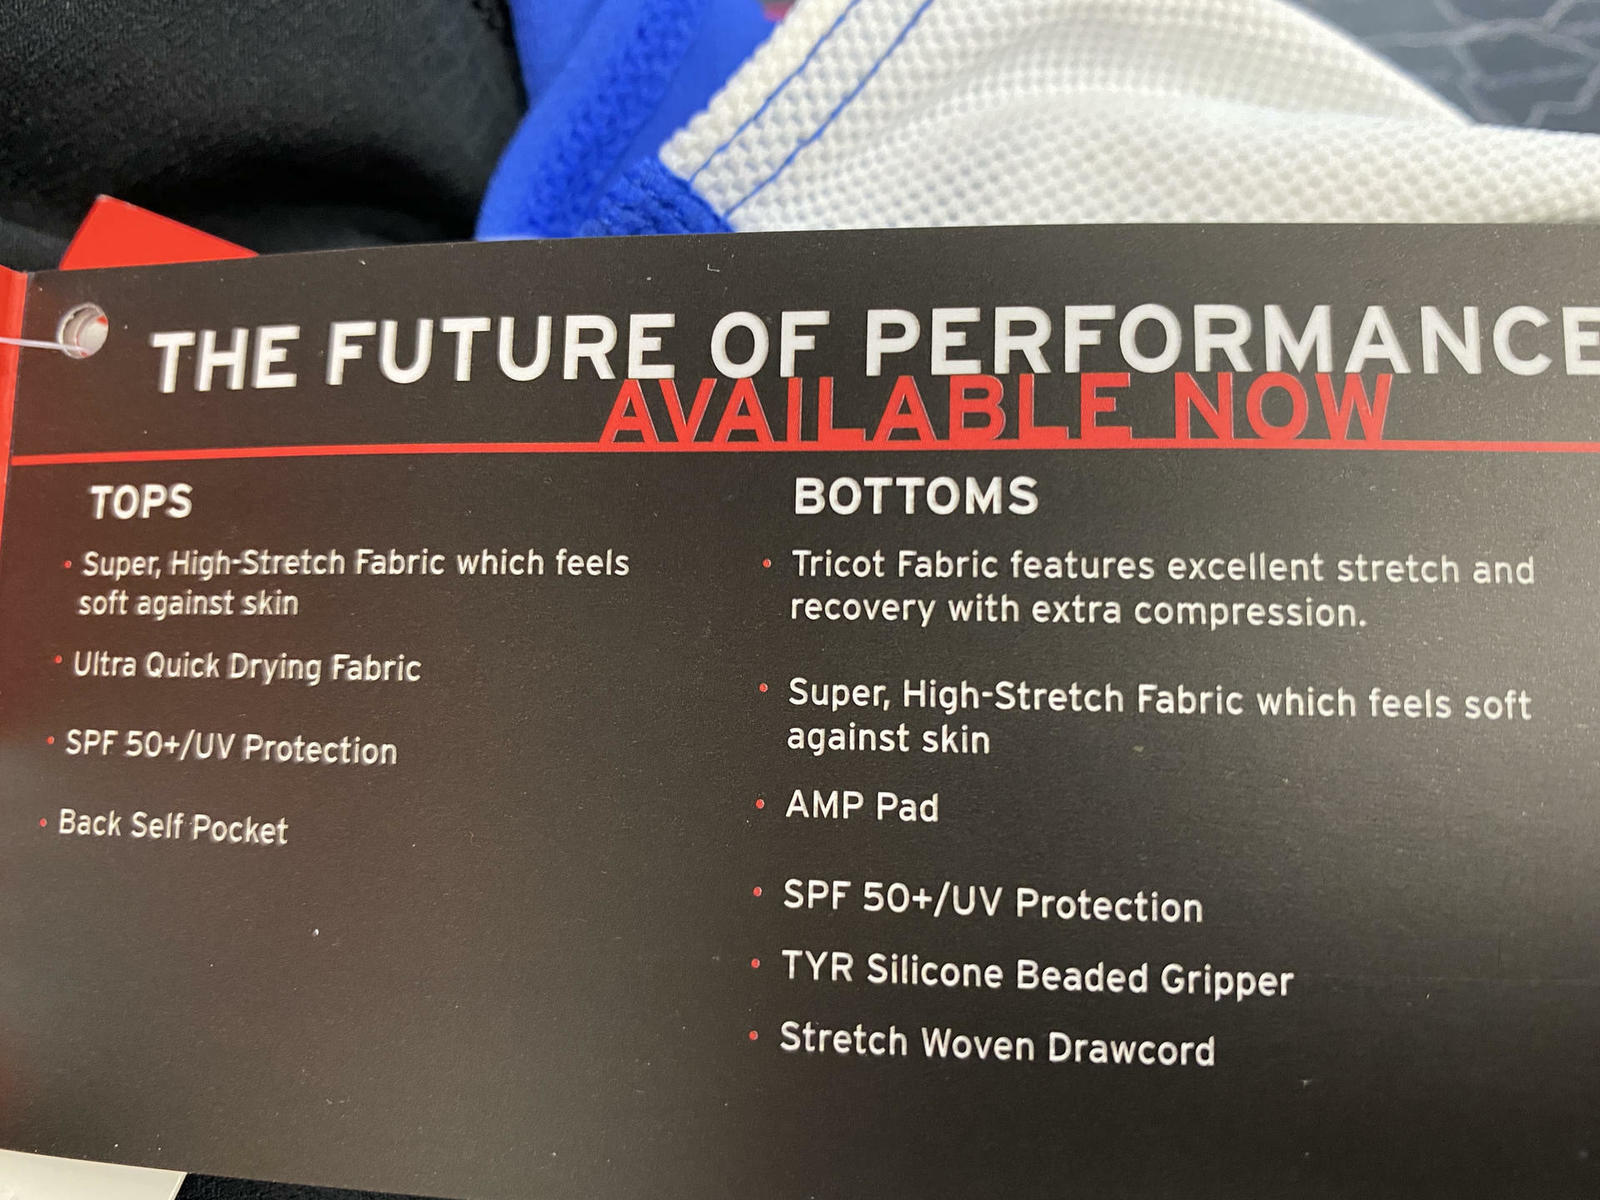 THE FUTURE OF PERFORMANCE
AVAILABLE NOW
TOPS
• Super, High-Stretch Fabric which feels
soft against skin
• Ultra Quick Drying Fabric
• SPF 50+/UV Protection
• Back Self Pocket
BOTTOMS
• Tricot Fabric features excellent stretch and
recovery with extra compression.
• Super, High-Stretch Fabric which feels soft
against skin
• AMP Pad
• SPF 50+/UV Protection
• TYR Silicone Beaded Gripper
• Stretch Woven Drawcord